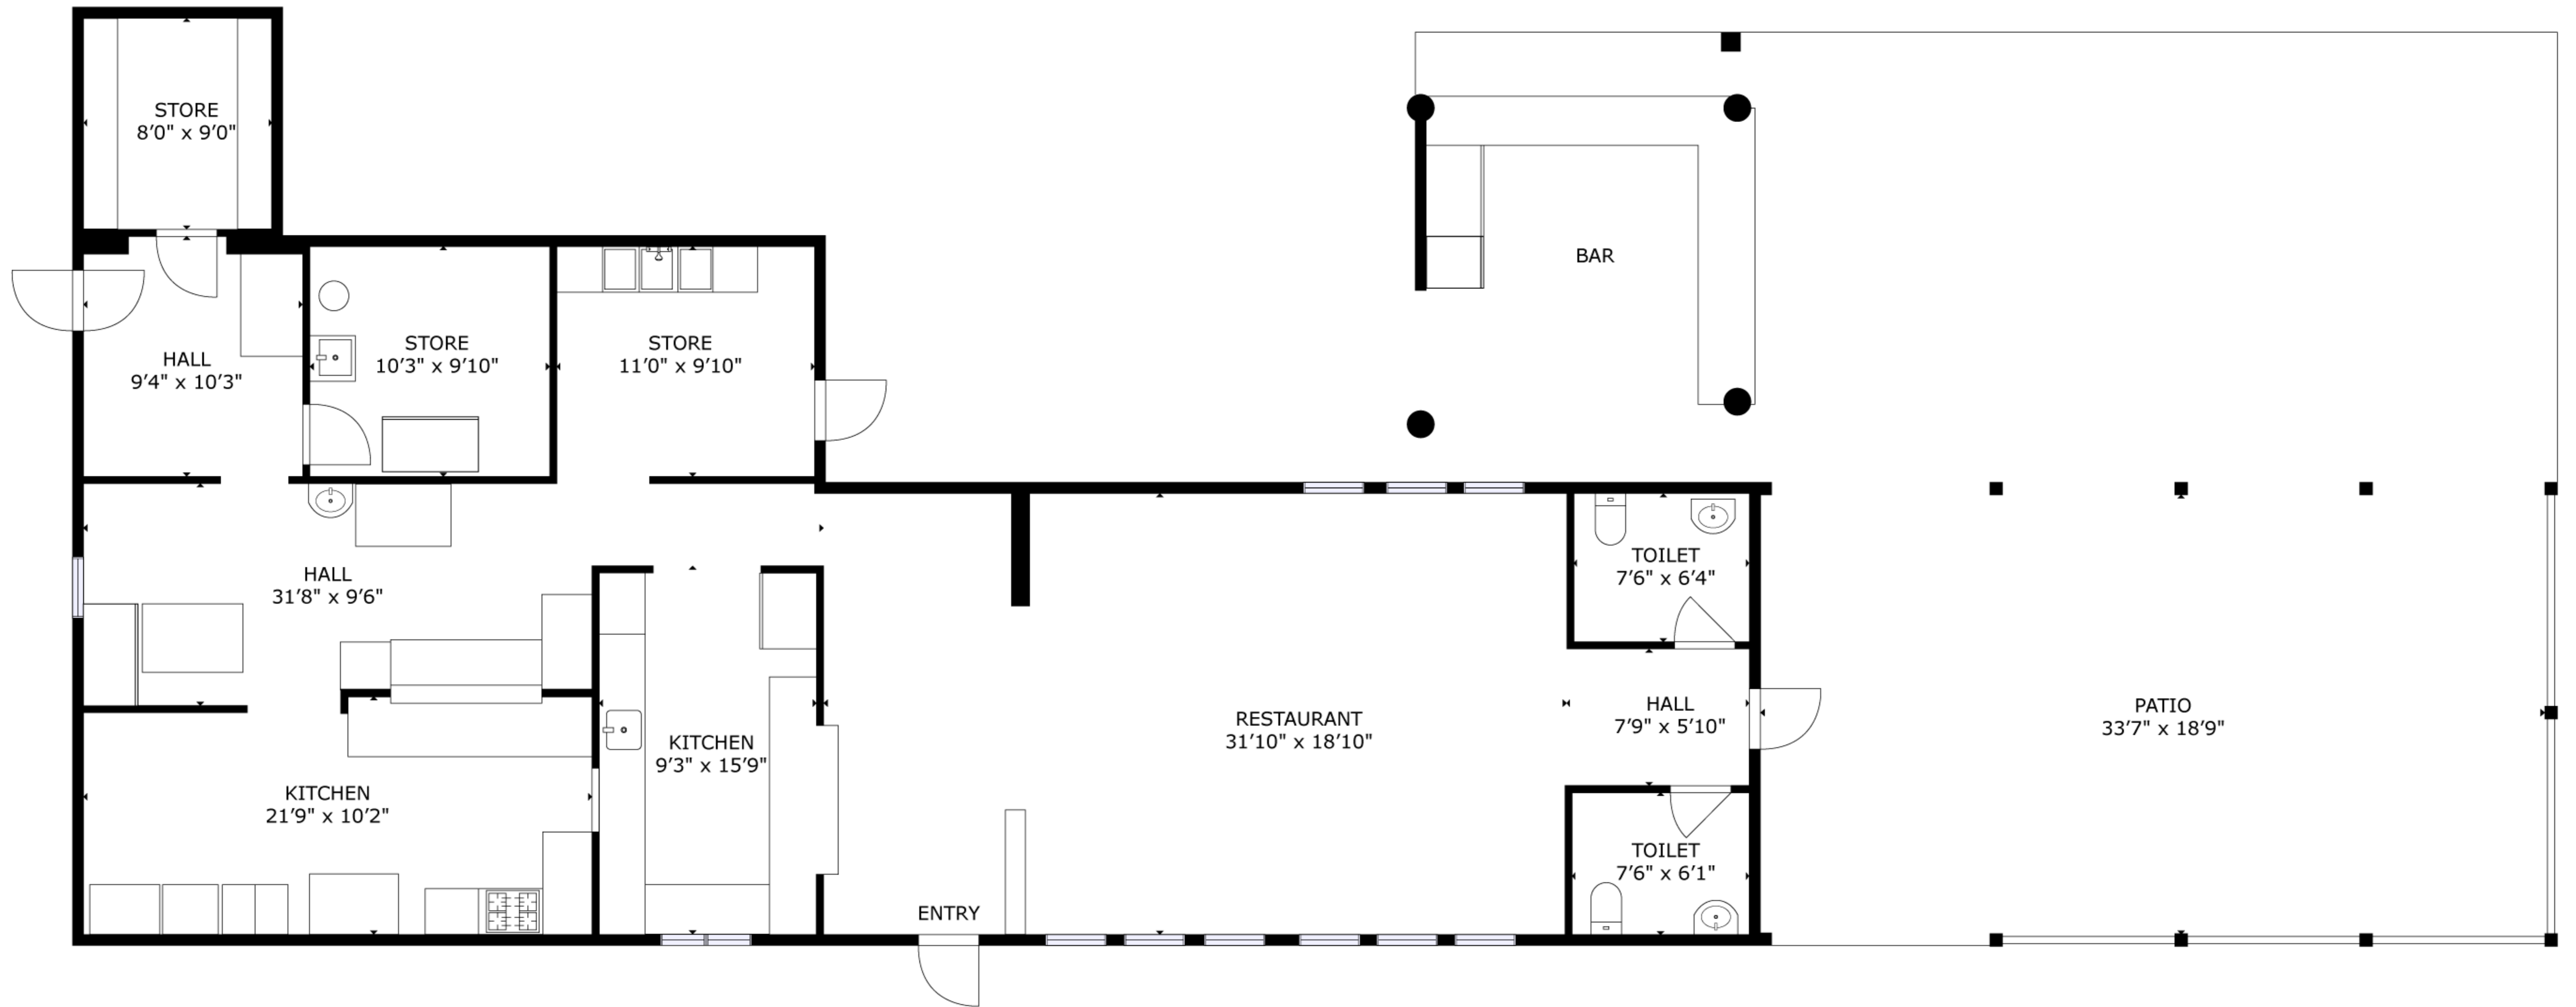 STORE
8'0" x 9'0"
BAR
STORE
10'3" x 9'10"
STORE
11'0" x 9'10"
HALL
9'4" x 10'3"
TOILET
7'6" x 6'4"
HALL
31'8" x 9'6"
HALL
7'9" x 5'10"
PATIO
33'7" x 18'9"
RESTAURANT
31'10" x 18'10"
KITCHEN
9'3" x 15'9"
KITCHEN
21'9" x 10'2"
TOILET
7'6" x 6'1"
ENTRY